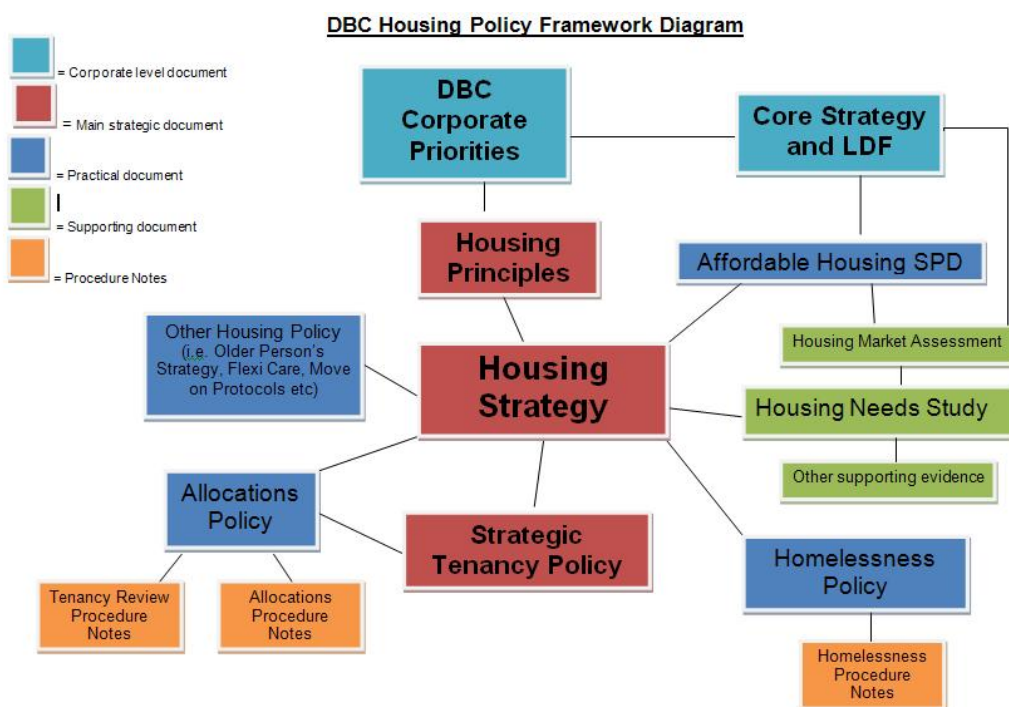 DBC Housing Policy Framework Diagram
= Corporate level document
= Main strategic document
= Practical document
= Supporting document
= Procedure Notes
DBC
Corporate
Priorities
Core Strategy
and LDF
Housing
Principles
Affordable Housing SPD
Other Housing Policy
(i.e. Older Person's
Strategy, Flexi Care, Move
on Protocols etc)
Housing
Strategy
Housing Market Assessment
Housing Needs Study
Other supporting evidence
Allocations
Policy
Strategic
Tenancy Policy
Homelessness
Policy
Tenancy Review
Procedure
Notes
Allocations
Procedure
Notes
Homelessness
Procedure
Notes